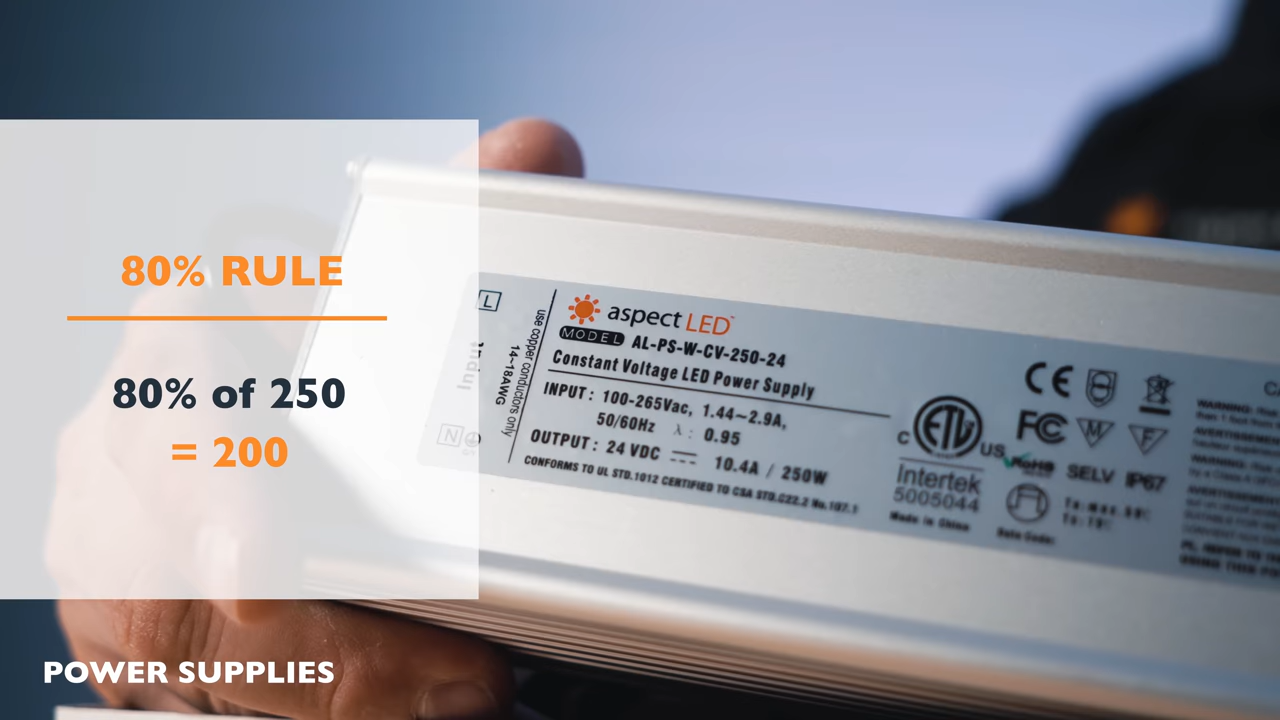 80% RULE
80% of 250
= 200
POWER SUPPLIES
L
Input
N
use copper conductors only
14~18AWG
aspect LED
MODEL AL-PS-W-CV-250-24
Constant Voltage LED Power Supply
INPUT : 100-265Vac, 1.44~2.9A,
50/60Hz λ : 0.95
OUTPUT : 24 VDC 10.4A / 250W
CONFORMS TO UL STD.1012 CERTIFIED TO CSA STD.C22.2 No.107.1
C ETL US
Intertek
5005044
Made in China
CE
FC M F
RoHS SELV IP67
Date Code:
WARNING: